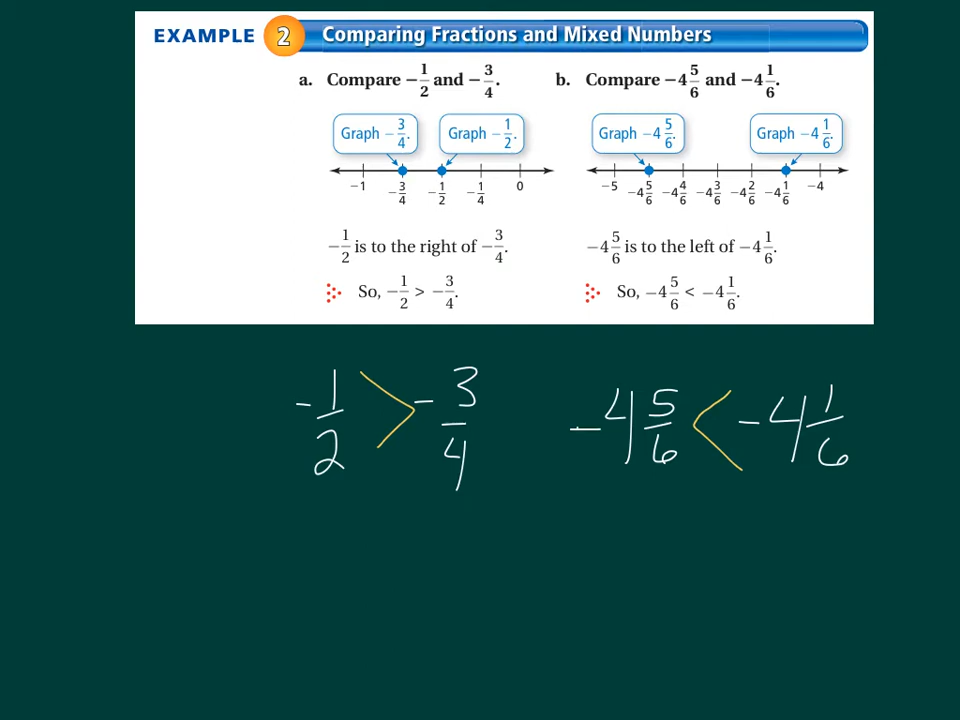 EXAMPLE 2 Comparing Fractions and Mixed Numbers
a. Compare −1/2 and −3/4.
Graph −3/4.
Graph −1/2.
−1 −3/4 −1/2 −1/4 0
−1/2 is to the right of −3/4.
So, −1/2 > −3/4.
b. Compare −4 5/6 and −4 1/6.
Graph −4 5/6.
Graph −4 1/6.
−5 −4 5/6 −4 4/6 −4 3/6 −4 2/6 −4 1/6 −4
−4 5/6 is to the left of −4 1/6.
So, −4 5/6 < −4 1/6.
-1/2 > -3/4
-4 5/6 < -4 1/6